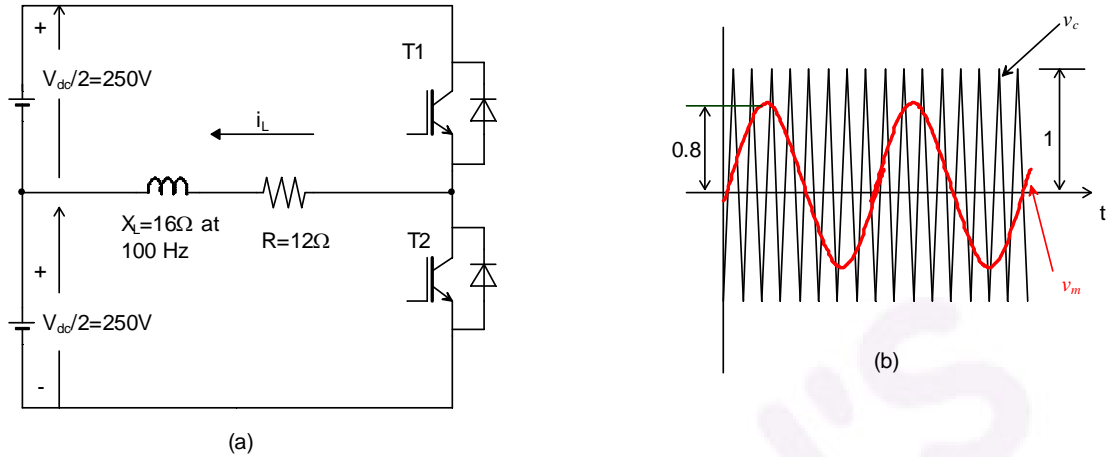 +
V_dc/2=250V
T1
i_L
X_L=16Ω at
100 Hz
R=12Ω
T2
+
V_dc/2=250V
-
(a)
v_c
0.8
1
t
v_m
(b)
's